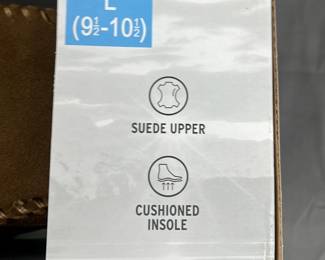 L
(9½-10½)
SUEDE UPPER
CUSHIONED
INSOLE